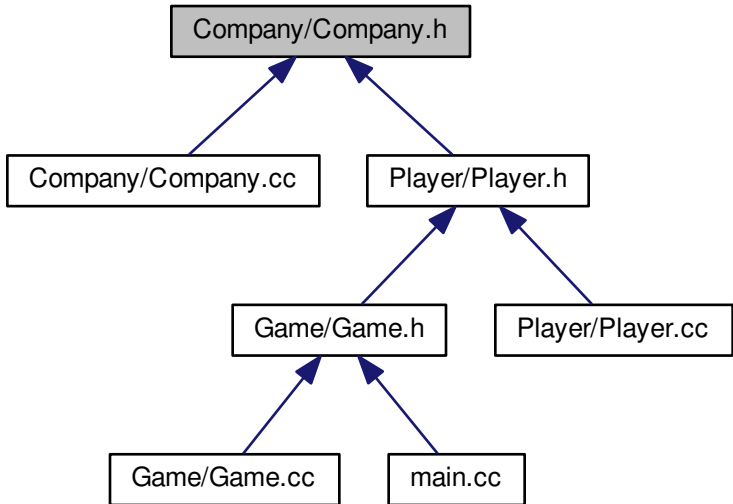 Company/Company.h
Company/Company.cc
Player/Player.h
Game/Game.h
Player/Player.cc
Game/Game.cc
main.cc